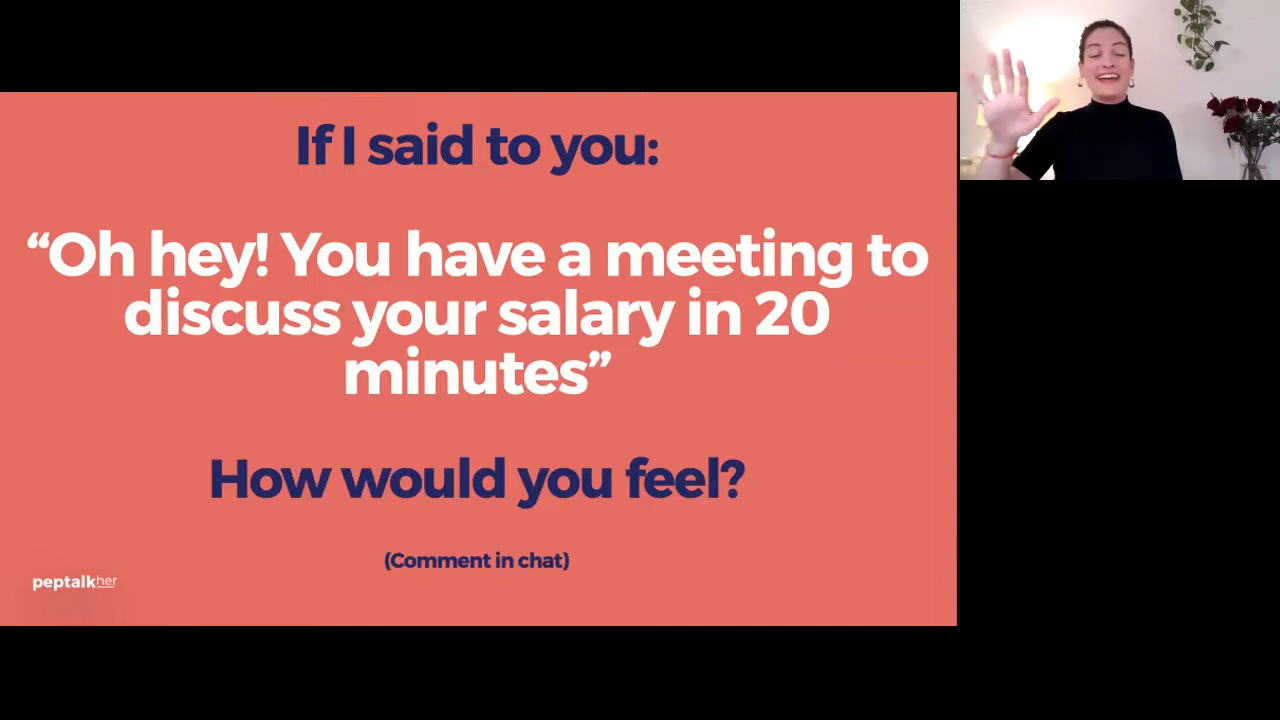 If I said to you:
“Oh hey! You have a meeting to
discuss your salary in 20
minutes”
How would you feel?
(Comment in chat)
peptalkher